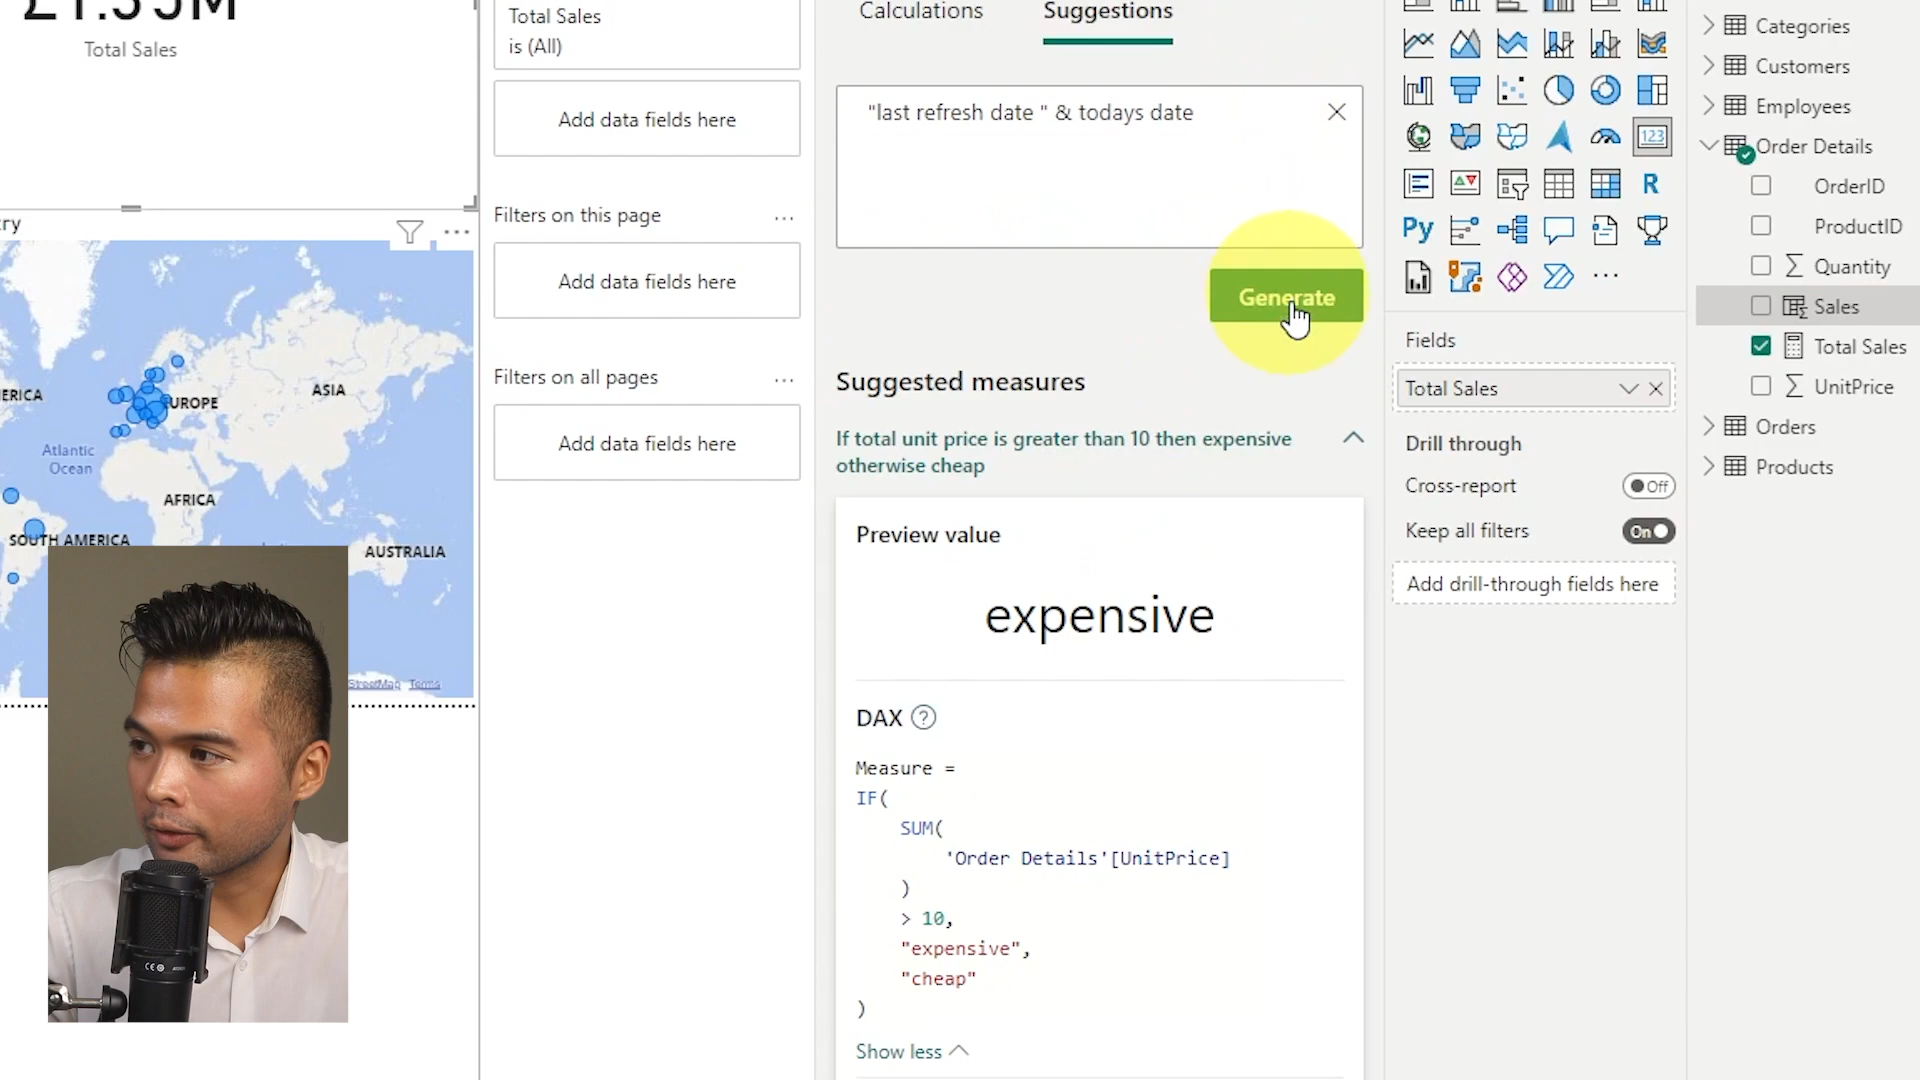 Total Sales
ry
ERICA
EUROPE
ASIA
Atlantic
Ocean
AFRICA
SOUTH AMERICA
AUSTRALIA
StreetMap Terms
Total Sales
is (All)
Add data fields here
Filters on this page
...
Add data fields here
Filters on all pages
...
Add data fields here
Calculations
Suggestions
"last refresh date " & todays date
Generate
Suggested measures
If total unit price is greater than 10 then expensive
otherwise cheap
Preview value
expensive
DAX ?
Measure =
IF(
SUM(
'Order Details'[UnitPrice]
)
> 10,
"expensive",
"cheap"
)
Show less
123
R
Py
...
Fields
Total Sales
Drill through
Cross-report
Off
Keep all filters
On
Add drill-through fields here
Categories
Customers
Employees
Order Details
OrderID
ProductID
Quantity
Sales
Total Sales
UnitPrice
Orders
Products